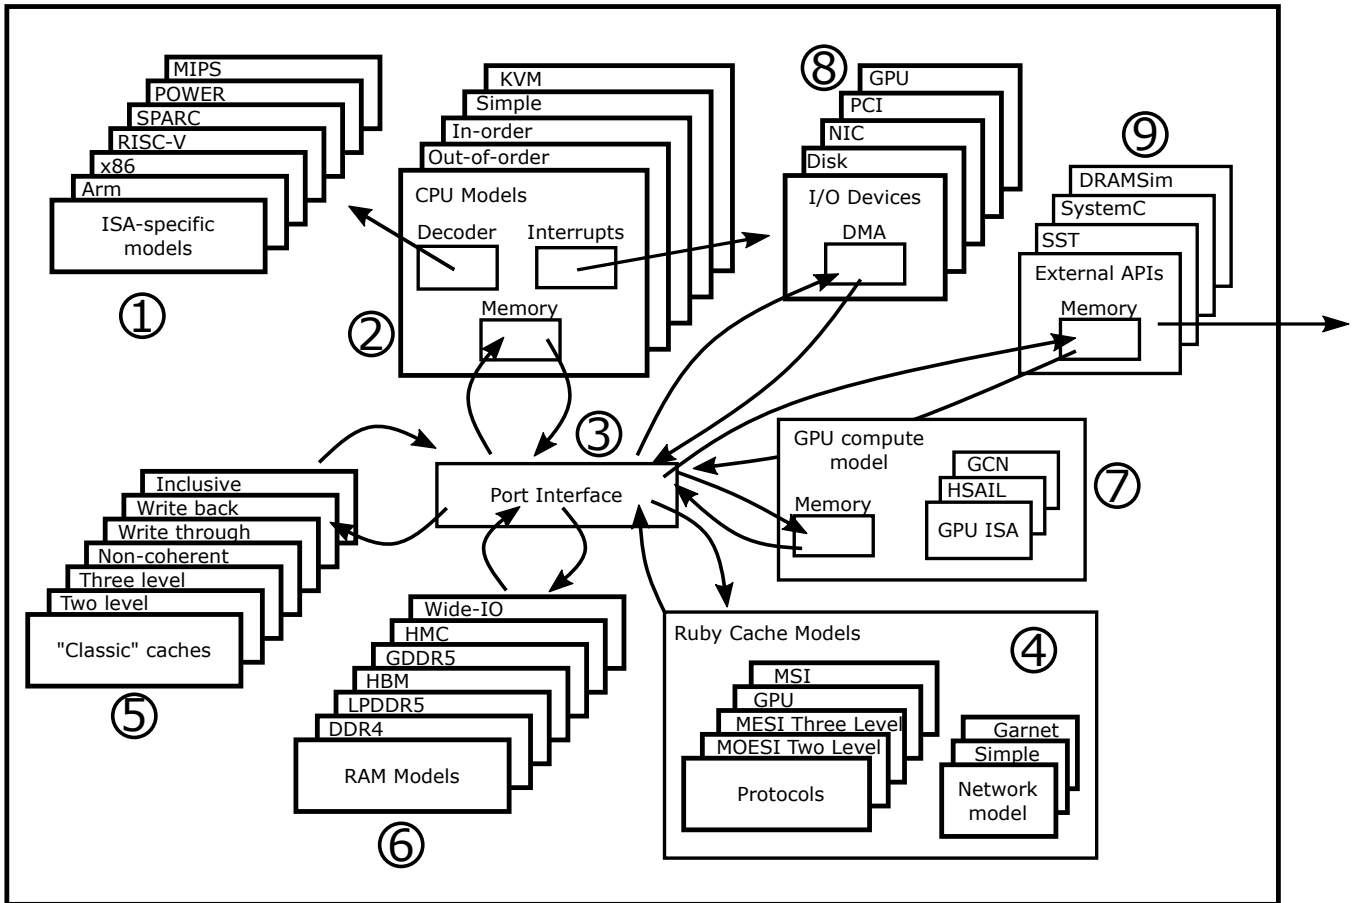 MIPS
POWER
SPARC
RISC-V
x86
Arm
ISA-specific
models
①
KVM
Simple
In-order
Out-of-order
CPU Models
Decoder
Interrupts
Memory
②
⑧
GPU
PCI
NIC
Disk
I/O Devices
DMA
⑨
DRAMSim
SystemC
SST
External APIs
Memory
③
Port Interface
GPU compute
model
Memory
GCN
HSAIL
GPU ISA
⑦
Inclusive
Write back
Write through
Non-coherent
Three level
Two level
"Classic" caches
⑤
Wide-IO
HMC
GDDR5
HBM
LPDDR5
DDR4
RAM Models
⑥
Ruby Cache Models
④
MSI
GPU
MESI Three Level
MOESI Two Level
Protocols
Garnet
Simple
Network
model